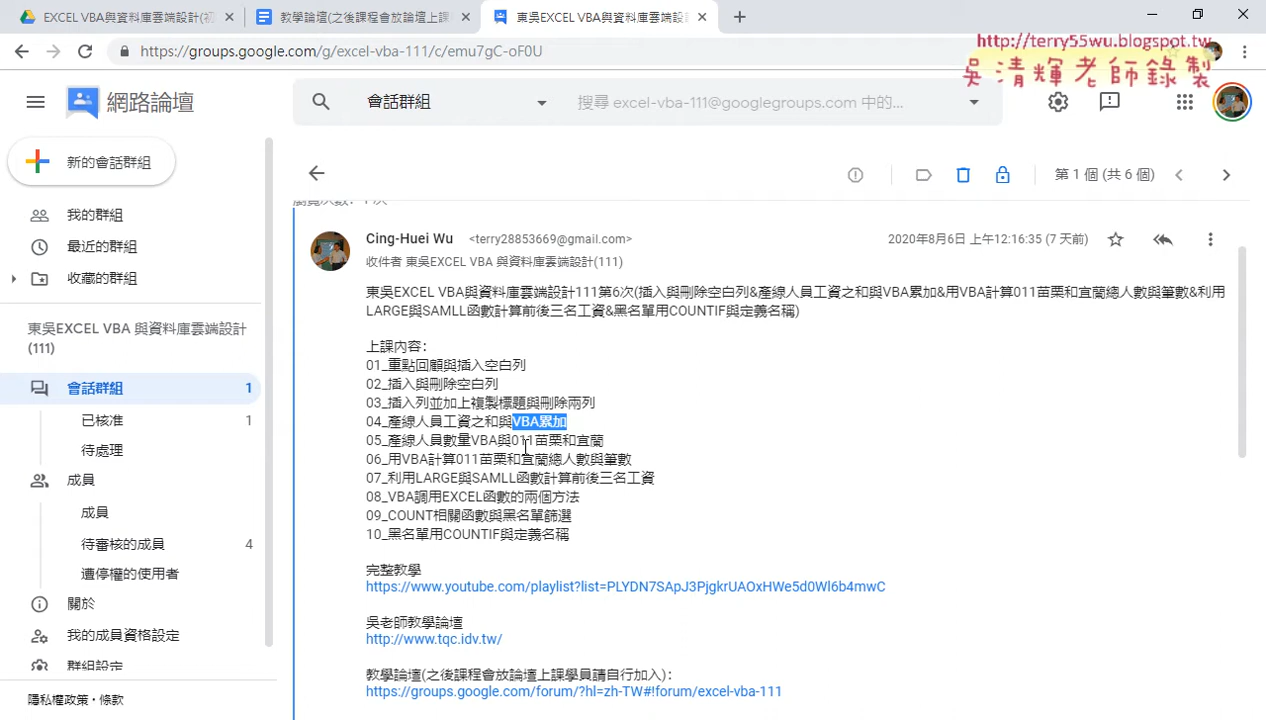 EXCEL VBA與資料庫雲端設計(初
教學論壇(之後課程會放論壇上課
東吳EXCEL VBA與資料庫雲端設計
https://groups.google.com/g/excel-vba-111/c/emu7gC-oF0U
http://terry55wu.blogspot.tw
吳清輝老師錄製
網路論壇
會話群組
搜尋 excel-vba-111@googlegroups.com 中的...
新的會話群組
第 1 個 (共 6 個)
我的群組
最近的群組
收藏的群組
東吳EXCEL VBA 與資料庫雲端設計
(111)
會話群組 1
已核准 1
待處理
成員
成員
待審核的成員 4
遭停權的使用者
關於
我的成員資格設定
群組設定
隱私權政策・條款
瀏覽次數: 1 次
Cing-Huei Wu <terry28853669@gmail.com>
2020年8月6日 上午12:16:35 (7 天前)
收件者 東吳EXCEL VBA 與資料庫雲端設計(111)
東吳EXCEL VBA與資料庫雲端設計111第6次(插入與刪除空白列&產線人員工資之和與VBA累加&用VBA計算011苗栗和宜蘭總人數與筆數&利用
LARGE與SAMLL函數計算前後三名工資&黑名單用COUNTIF與定義名稱)
上課內容:
01_重點回顧與插入空白列
02_插入與刪除空白列
03_插入列並加上複製標題與刪除兩列
04_產線人員工資之和與VBA累加
05_產線人員數量VBA與011苗栗和宜蘭
06_用VBA計算011苗栗和宜蘭總人數與筆數
07_利用LARGE與SAMLL函數計算前後三名工資
08_VBA調用EXCEL函數的兩個方法
09_COUNT相關函數與黑名單篩選
10_黑名單用COUNTIF與定義名稱
完整教學
https://www.youtube.com/playlist?list=PLYDN7SApJ3PjgkrUAOxHWe5d0Wl6b4mwC
吳老師教學論壇
http://www.tqc.idv.tw/
教學論壇(之後課程會放論壇上課學員請自行加入):
https://groups.google.com/forum/?hl=zh-TW#!forum/excel-vba-111